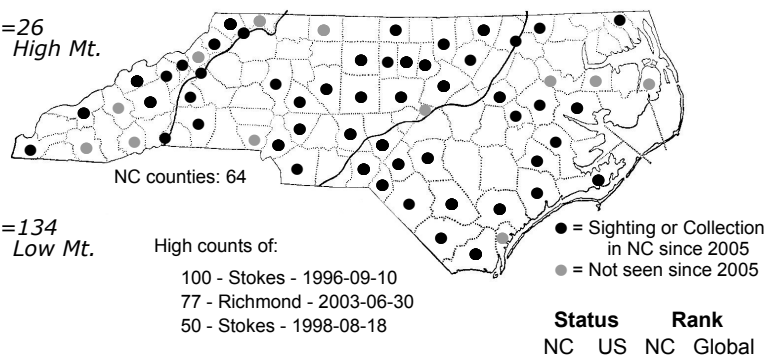 =26
High Mt.
NC counties: 64
=134
Low Mt.
High counts of:
100 - Stokes - 1996-09-10
77 - Richmond - 2003-06-30
50 - Stokes - 1998-08-18
● = Sighting or Collection
in NC since 2005
● = Not seen since 2005
Status Rank
NC US NC Global